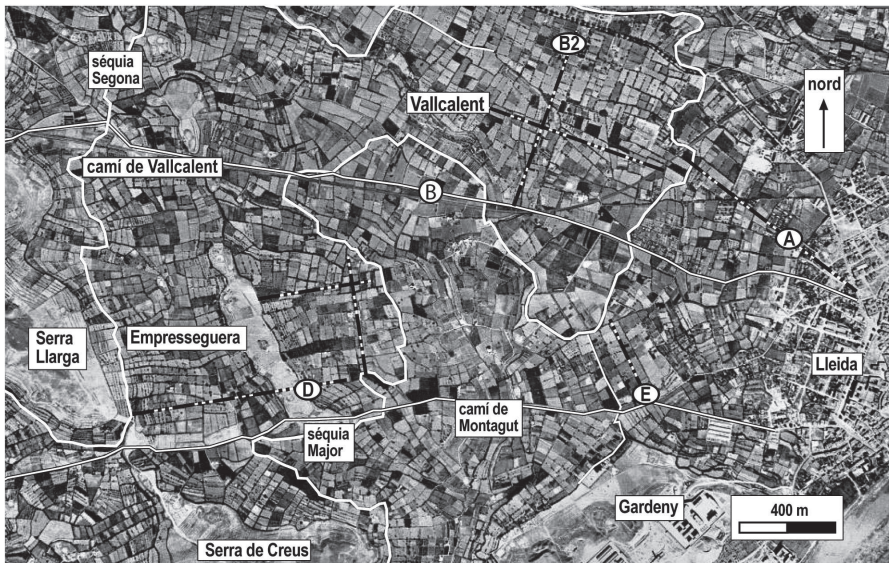 séquia
Segona
B2
nord
Vallcalent
camí de Vallcalent
B
A
Serra
Llarga
Empresseguera
Lleida
D
E
camí de
Montagut
séquia
Major
Gardeny
400 m
Serra de Creus